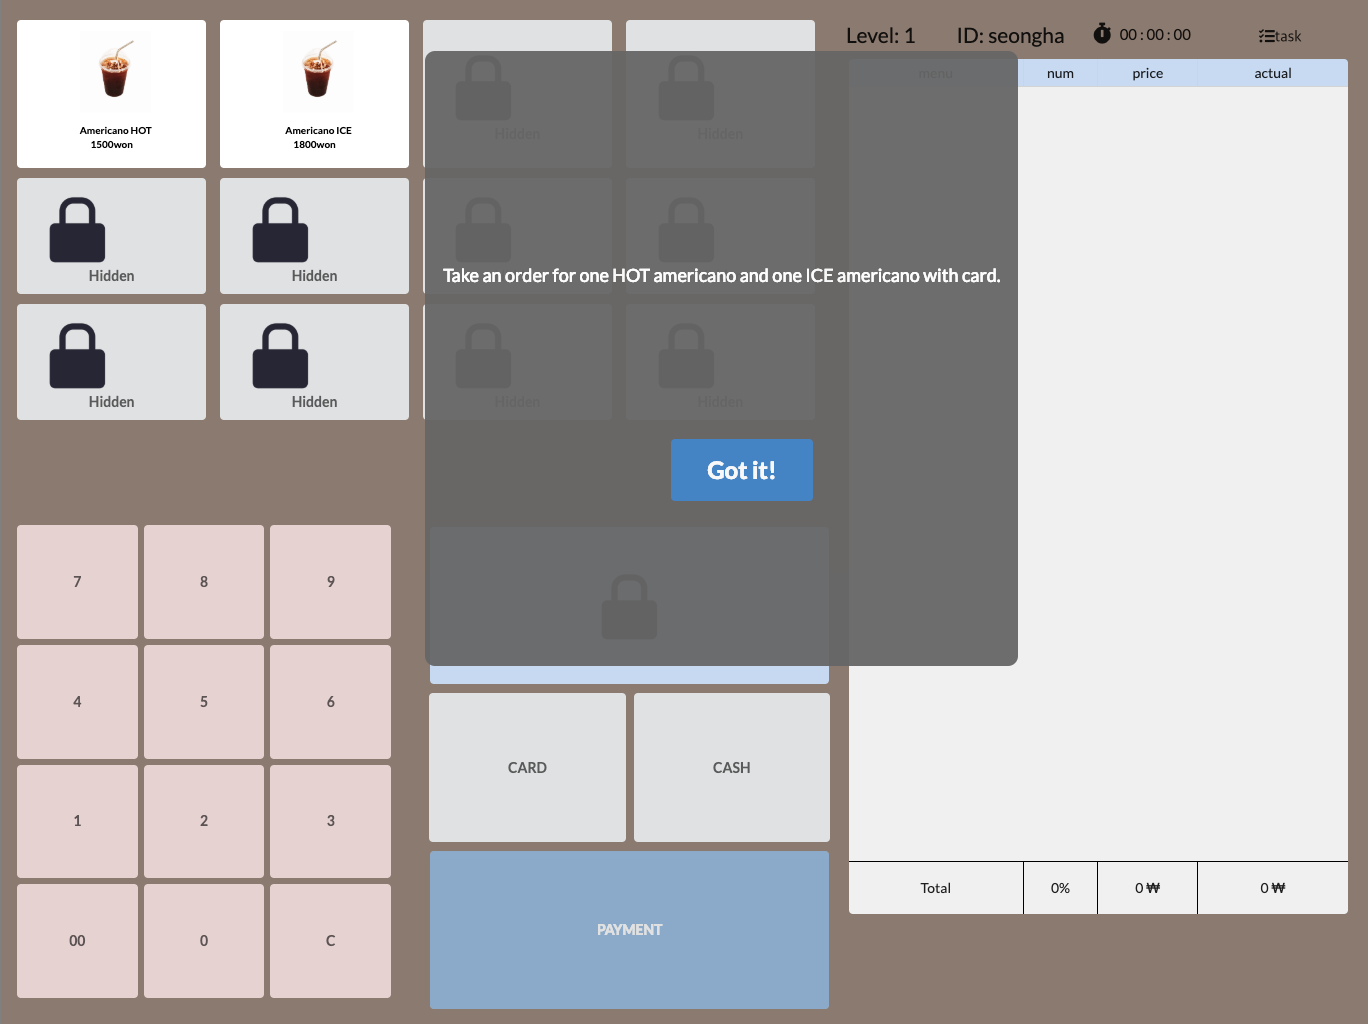 Level: 1 ID: seongha 00 : 00 : 00 task
menu num price actual
Americano HOT
1500won
Americano ICE
1800won
Hidden
Hidden
Hidden
Hidden
Hidden
Hidden
Hidden
Hidden
Hidden
Hidden
Take an order for one HOT americano and one ICE americano with card.
Got it!
7 8 9
4 5 6
1 2 3
00 0 C
CARD CASH
PAYMENT
Total 0% 0 ₩ 0 ₩